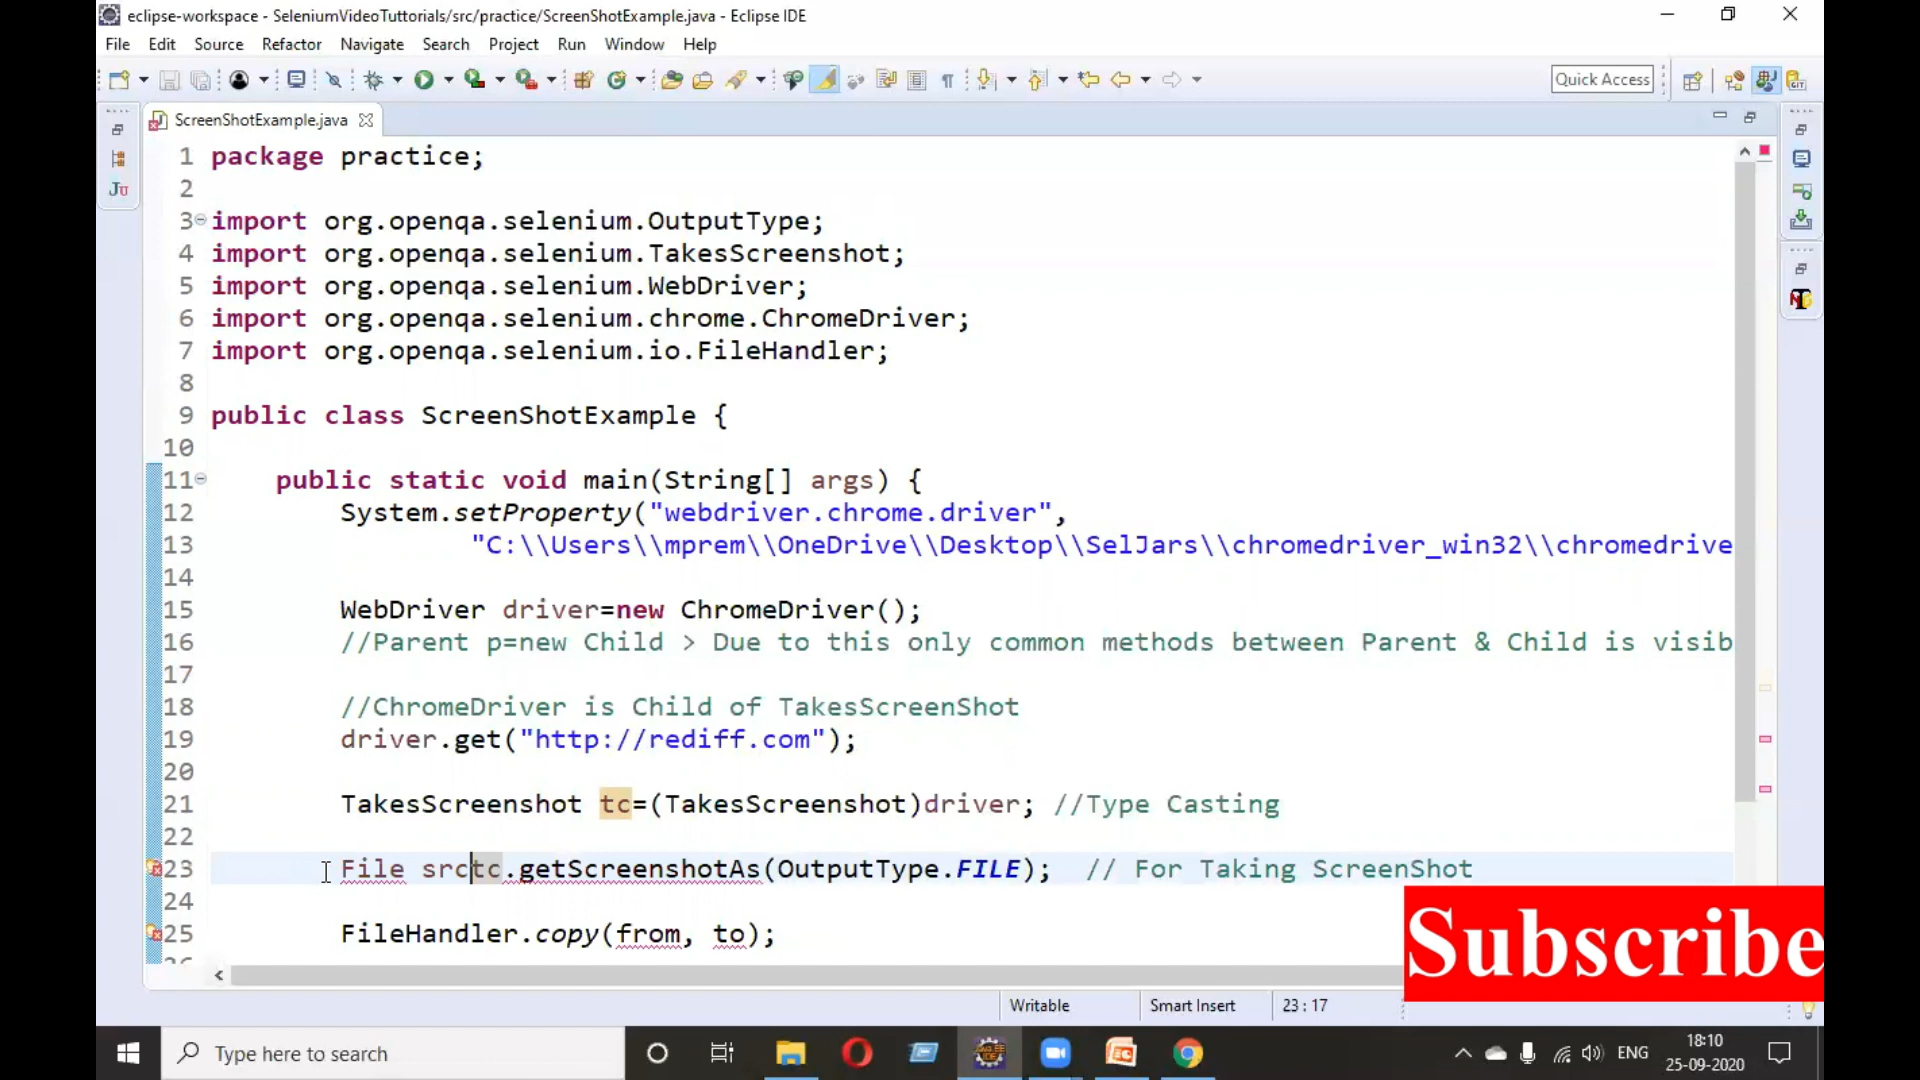 eclipse-workspace - SeleniumVideoTuttorials/src/practice/ScreenShotExample.java - Eclipse IDE
File Edit Source Refactor Navigate Search Project Run Window Help
Quick Access
ScreenShotExample.java
Ju
1 package practice;
2
3 import org.openqa.selenium.OutputType;
4 import org.openqa.selenium.TakesScreenshot;
5 import org.openqa.selenium.WebDriver;
6 import org.openqa.selenium.chrome.ChromeDriver;
7 import org.openqa.selenium.io.FileHandler;
8
9 public class ScreenShotExample {
10
11 public static void main(String[] args) {
12 System.setProperty("webdriver.chrome.driver",
13 "C:\\Users\\mprem\\OneDrive\\Desktop\\SelJars\\chromedriver_win32\\chromedrive
14
15 WebDriver driver=new ChromeDriver();
16 //Parent p=new Child > Due to this only common methods between Parent & Child is visib
17
18 //ChromeDriver is Child of TakesScreenShot
19 driver.get("http://rediff.com");
20
21 TakesScreenshot tc=(TakesScreenshot)driver; //Type Casting
22
23 File srctc.getScreenshotAs(OutputType.FILE); // For Taking ScreenShot
24
25 FileHandler.copy(from, to);
Subscribe
Writable Smart Insert 23 : 17
Type here to search
ENG
18:10
25-09-2020